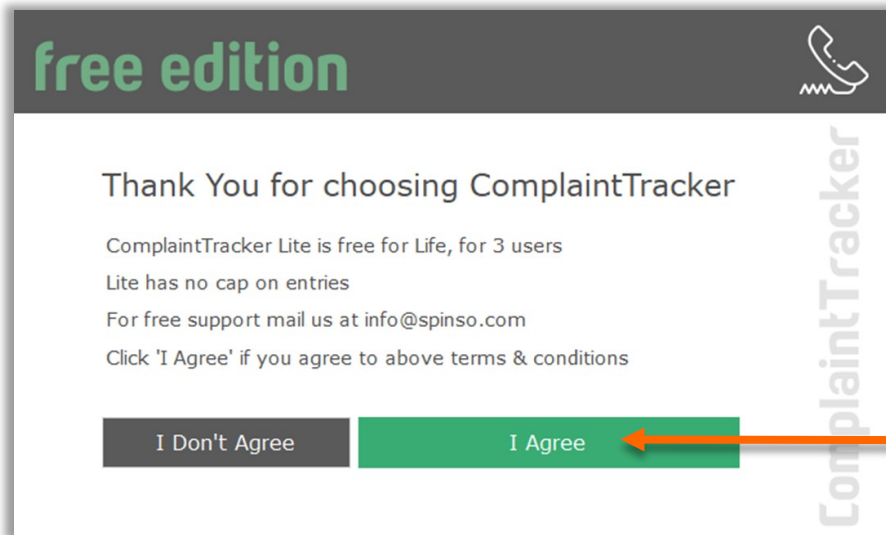 free edition
Thank You for choosing ComplaintTracker
ComplaintTracker Lite is free for Life, for 3 users
Lite has no cap on entries
For free support mail us at info@spinso.com
Click 'I Agree' if you agree to above terms & conditions
I Don't Agree
I Agree
ComplaintTracker